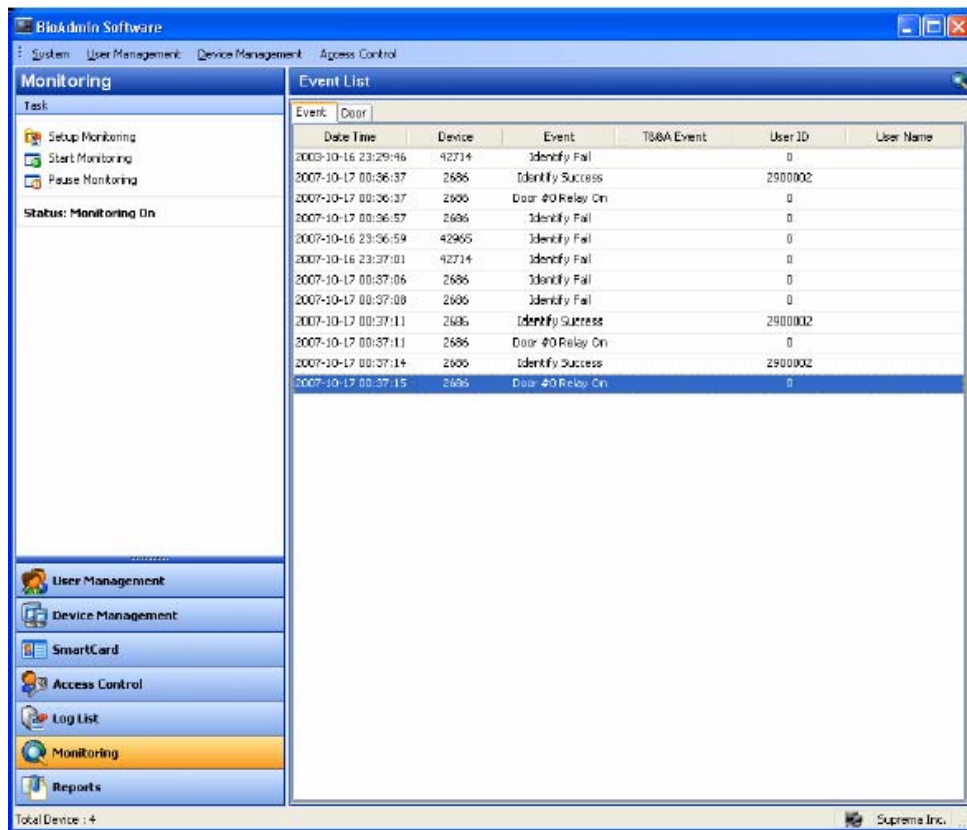 BioAdmin Software
System User Management Device Management Access Control
Monitoring
Task
Setup Monitoring
Start Monitoring
Pause Monitoring
Status: Monitoring On
User Management
Device Management
SmartCard
Access Control
Log List
Monitoring
Reports
Event List
Event Door
Date Time Device Event T&A Event User ID User Name
2003-10-16 23:29:46 42714 Identify Fail 0
2007-10-17 00:36:37 2686 Identify Success 2900002
2007-10-17 00:36:37 2686 Door #0 Relay On 0
2007-10-17 00:36:57 2686 Identify Fail 0
2007-10-16 23:36:59 42965 Identify Fail 0
2007-10-16 23:37:01 42714 Identify Fail 0
2007-10-17 00:37:06 2686 Identify Fail 0
2007-10-17 00:37:08 2686 Identify Fail 0
2007-10-17 00:37:11 2686 Identify Success 2900002
2007-10-17 00:37:11 2686 Door #0 Relay On 0
2007-10-17 00:37:14 2686 Identify Success 2900002
2007-10-17 00:37:15 2686 Door #0 Relay On 0
Total Device : 4 Suprema Inc.